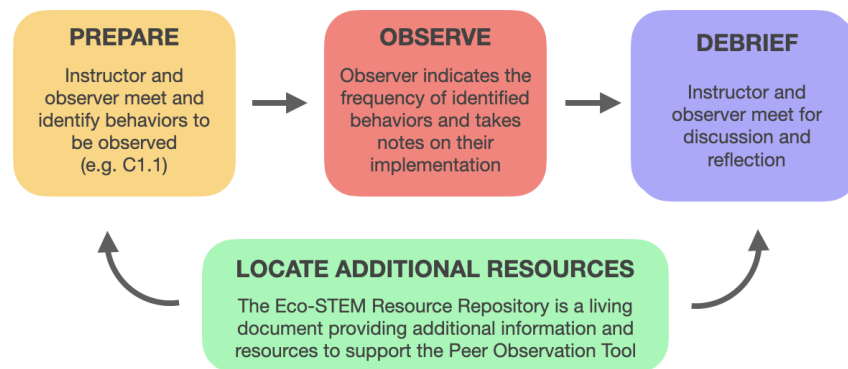 PREPARE
Instructor and
observer meet and
identify behaviors to
be observed
(e.g. C1.1)
OBSERVE
Observer indicates the
frequency of identified
behaviors and takes
notes on their
implementation
DEBRIEF
Instructor and
observer meet for
discussion and
reflection
LOCATE ADDITIONAL RESOURCES
The Eco-STEM Resource Repository is a living
document providing additional information and
resources to support the Peer Observation Tool